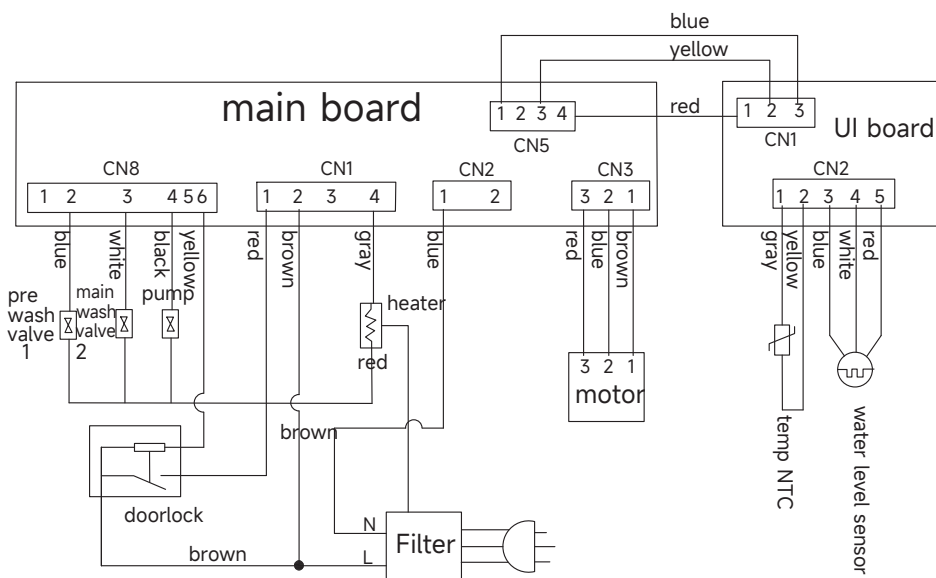 blue
yellow
main board
1 2 3 4
CN5
red
1 2 3
CN1
UI board
CN8
1 2 3 4 5 6
CN1
1 2 3 4
CN2
1 2
CN3
3 2 1
CN2
1 2 3 4 5
blue
white
black
yellow
red
brown
gray
blue
red
blue
brown
gray
yellow
blue
white
red
pre
wash
valve
1
main
wash
valve
2
pump
heater
red
3 2 1
motor
brown
doorlock
temp NTC
water level sensor
N
L
Filter
brown